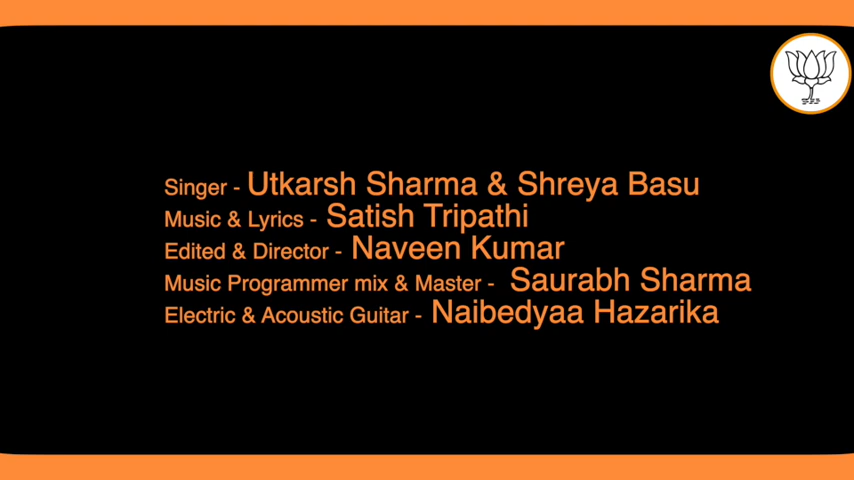 Singer - Utkarsh Sharma & Shreya Basu
Music & Lyrics - Satish Tripathi
Edited & Director - Naveen Kumar
Music Programmer mix & Master - Saurabh Sharma
Electric & Acoustic Guitar - Naibedyaa Hazarika